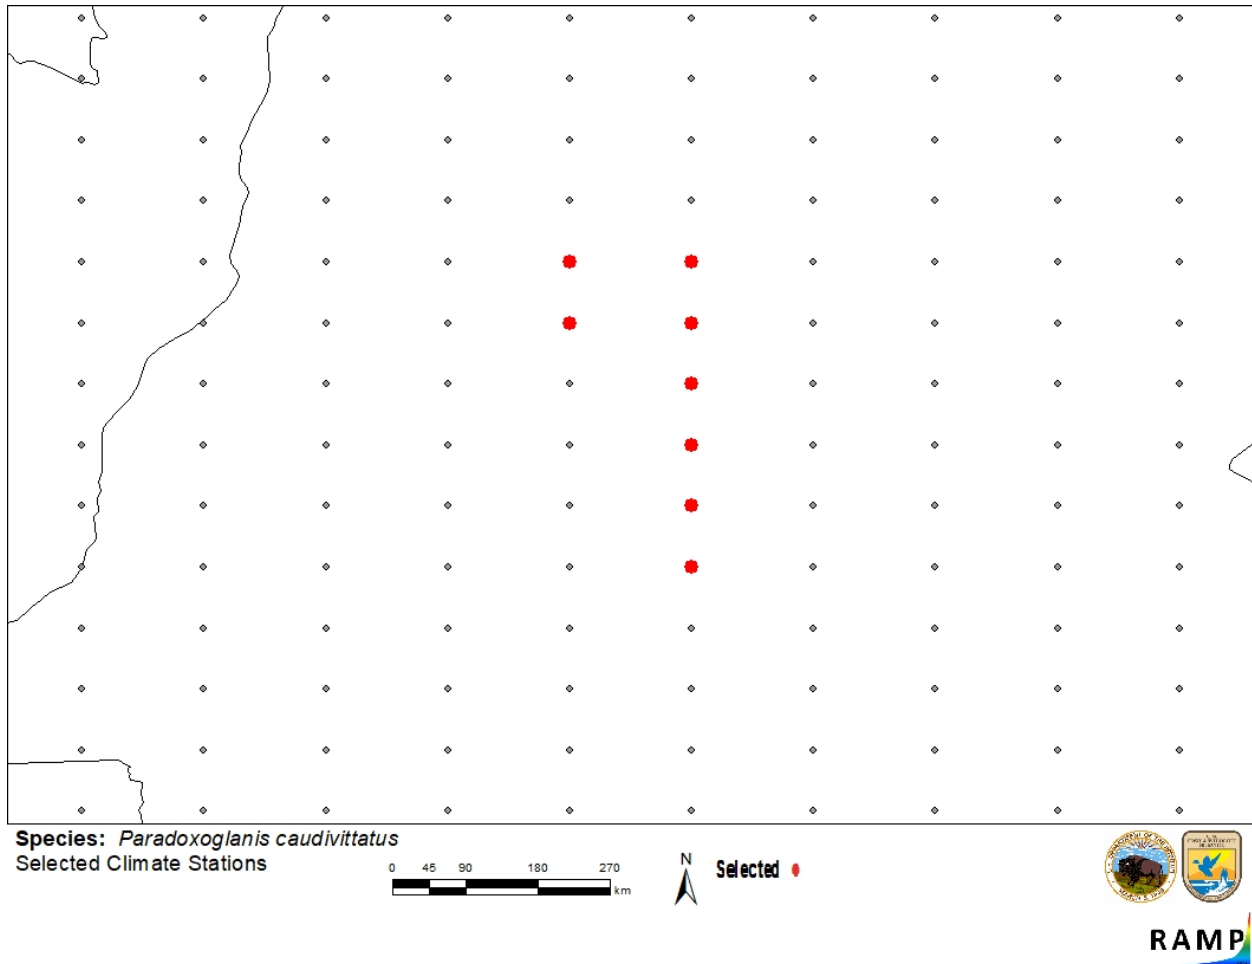 Species: Paradoxoglanis caudivittatus
Selected Climate Stations
0 45 90 180 270
km
N
Selected
RAMP